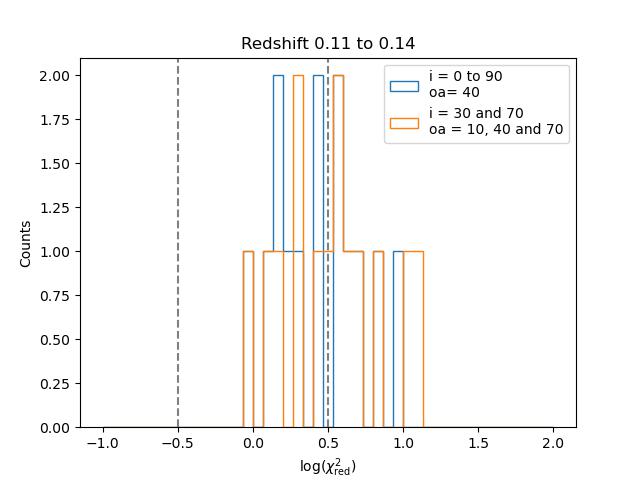 Redshift 0.11 to 0.14
i = 0 to 90
oa= 40
i = 30 and 70
oa = 10, 40 and 70
Counts
2.00
1.75
1.50
1.25
1.00
0.75
0.50
0.25
0.00
−1.0 −0.5 0.0 0.5 1.0 1.5 2.0
log(χ²red)